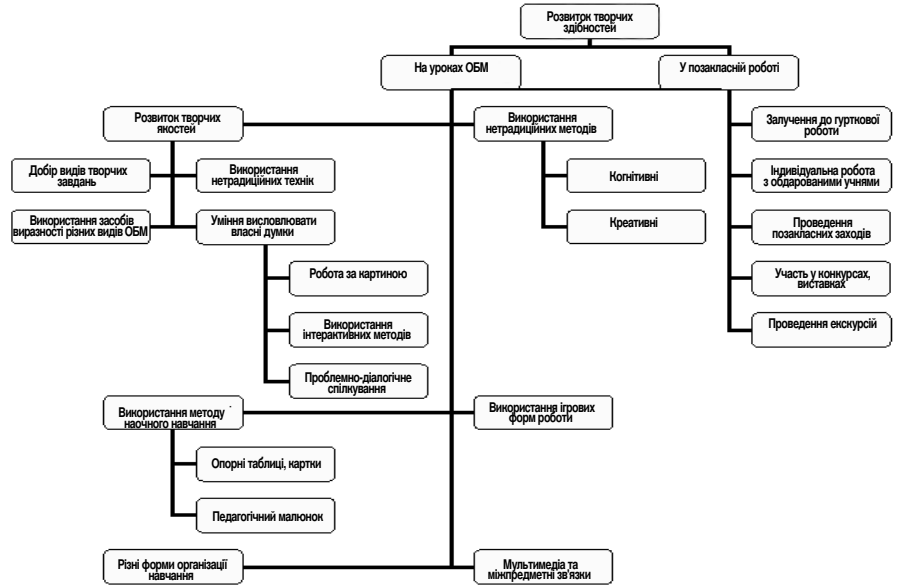 Розвиток творчих
здібностей
На уроках ОБМ
У позакласній роботі
Розвиток творчих
якостей
Використання
нетрадиційних методів
Залучення до гурткової
роботи
Добір видів творчих
завдань
Використання
нетрадиційних технік
Когнітивні
Індивідуальна робота
з обдарованими учнями
Використання засобів
виразності різних видів ОБМ
Уміння висловлювати
власні думки
Креативні
Проведення
позакласних заходів
Робота за картиною
Участь у конкурсах,
виставках
Використання
інтерактивних методів
Проведення екскурсій
Проблемно-діалогічне
спілкування
Використання методу
наочного навчання
Використання ігрових
форм роботи
Опорні таблиці, картки
Педагогічний малюнок
Різні форми організації
навчання
Мультимедіа та
міжпредметні зв'язки